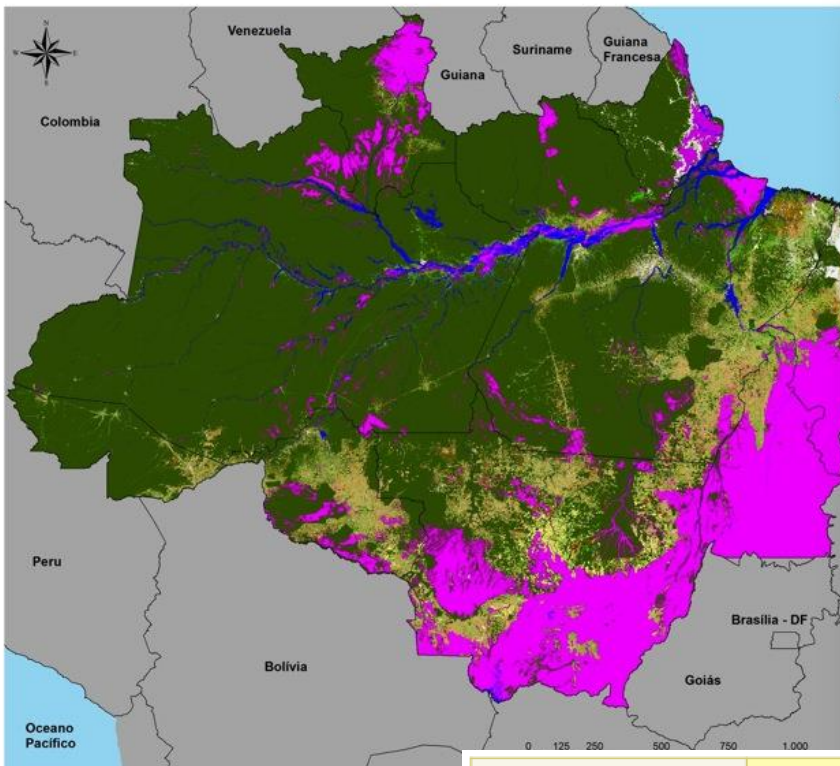 N
W E
S
Venezuela
Suriname
Guiana
Francesa
Guiana
Colombia
Peru
Brasília - DF
Bolívia
Goiás
Oceano
Pacífico
0 125 250 500 750 1.000